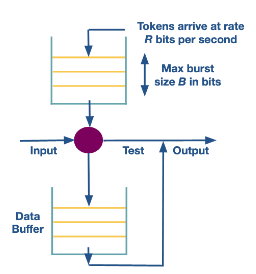 Tokens arrive at rate
R bits per second
Max burst
size B in bits
Input
Test
Output
Data
Buffer